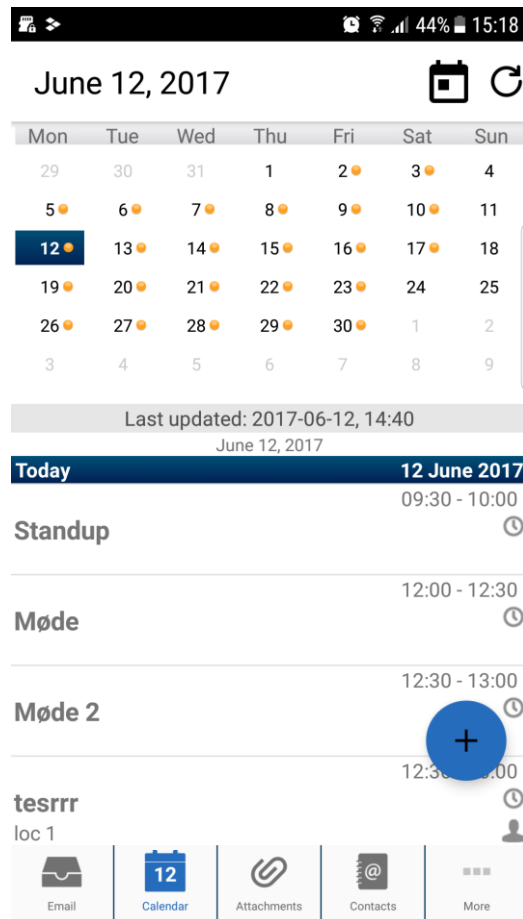 44% 15:18
June 12, 2017
Mon Tue Wed Thu Fri Sat Sun
29 30 31 1 2 3 4
5 6 7 8 9 10 11
12 13 14 15 16 17 18
19 20 21 22 23 24 25
26 27 28 29 30 1 2
3 4 5 6 7 8 9
Last updated: 2017-06-12, 14:40
June 12, 2017
Today 12 June 2017
09:30 - 10:00
Standup
12:00 - 12:30
Møde
12:30 - 13:00
Møde 2
tesrrr
loc 1
12 @
Email Calendar Attachments Contacts More